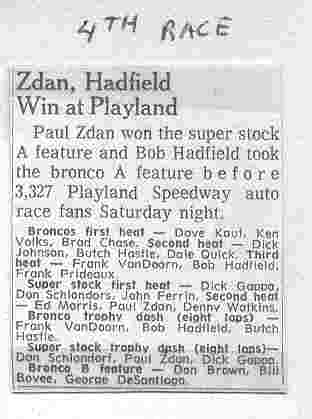 4TH RACE
Zdan, Hadfield
Win at Playland
Paul Zdan won the super stock
A feature and Bob Hadfield took
the bronco A feature before
3,327 Playland Speedway auto
race fans Saturday night.
Broncos first heat — Dave Kaul, Ken
Volks, Brad Chase. Second heat — Dick
Johnson, Butch Hastie, Dale Quick. Third
heat — Frank VanDoorn, Bob Hadfield,
Frank Prideaux.
Super stock first heat — Dick Gappa,
Don Schlondors, John Ferrin. Second heat
— Ed Morris, Paul Zdan, Denny Watkins.
Bronco trophy dash (eight laps) —
Frank VanDoorn, Bob Hadfield, Butch
Hastie.
Super stock trophy dash (eight laps)—
Don Schlondorf, Paul Zdan, Dick Gappa.
Bronco B feature — Don Brown, Bill
Bovee, George DeSantiago.